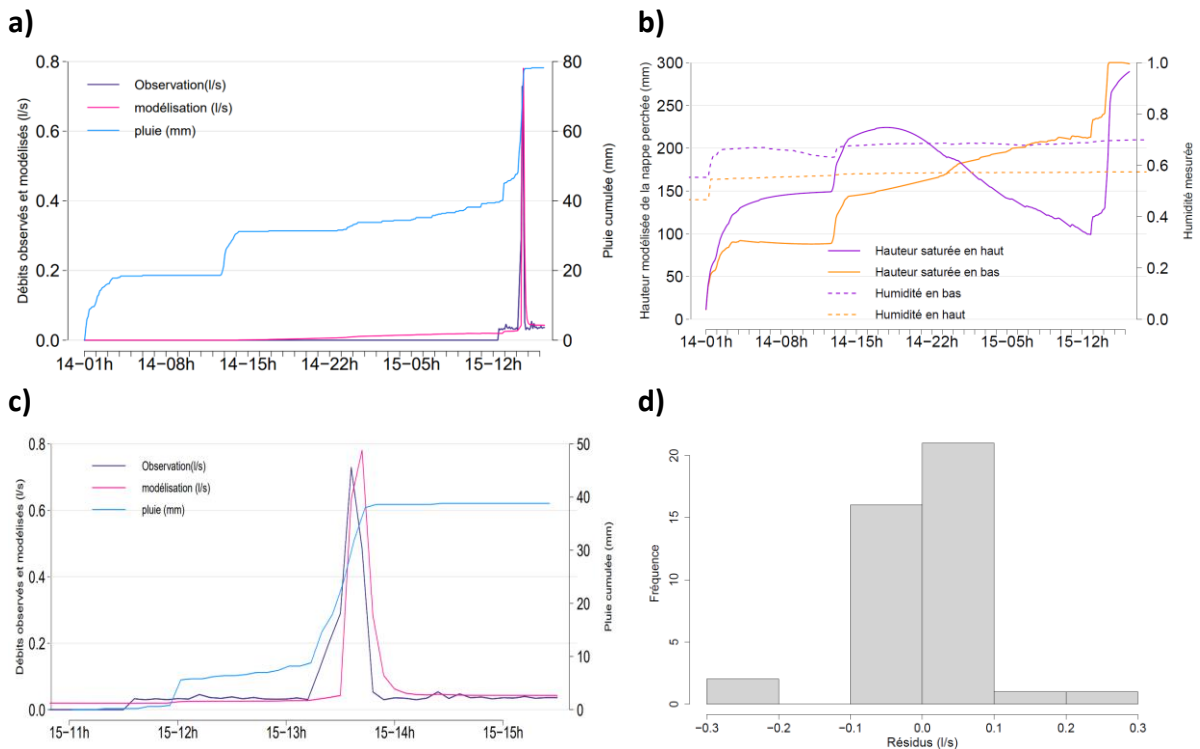 a)
Débits observés et modélisés (l/s)
0.8
0.6
0.4
0.2
0.0
Observation(l/s)
modélisation (l/s)
pluie (mm)
80
60
40
20
0
Pluie cumulée (mm)
14−01h 14−08h 14−15h 14−22h 15−05h 15−12h
b)
Hauteur modélisée de la nappe perchée (mm)
300
250
200
150
100
50
0
Hauteur saturée en haut
Hauteur saturée en bas
Humidité en bas
Humidité en haut
1.0
0.8
0.6
0.4
0.2
0.0
Humidité mesurée
14−01h 14−08h 14−15h 14−22h 15−05h 15−12h
c)
Débits observés et modélisés (l/s)
0.8
0.6
0.4
0.2
0.0
Observation(l/s)
modélisation (l/s)
pluie (mm)
50
40
30
20
10
0
Pluie cumulée (mm)
15−11h 15−12h 15−13h 15−14h 15−15h
d)
Fréquence
20
15
10
5
0
−0.3 −0.2 −0.1 0.0 0.1 0.2 0.3
Résidus (l/s)